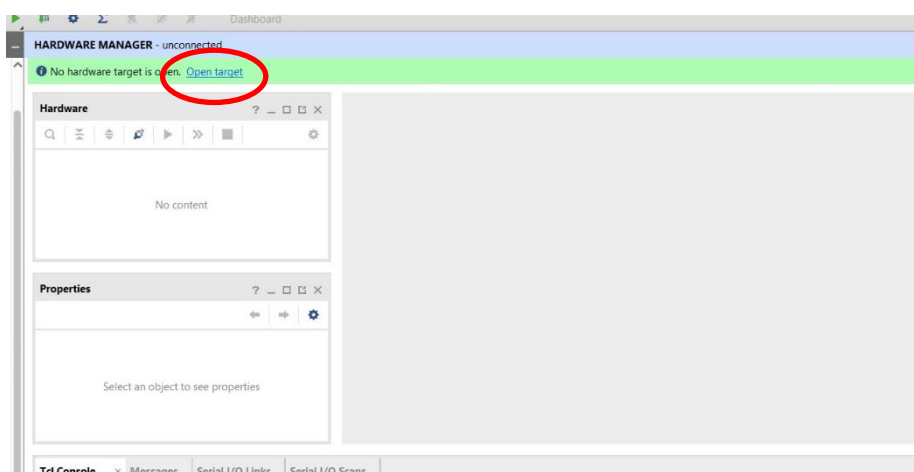 Dashboard
HARDWARE MANAGER - unconnected
No hardware target is open. Open target
Hardware
No content
Properties
Select an object to see properties
Tcl Console Messages Serial I/O Links Serial I/O Scans